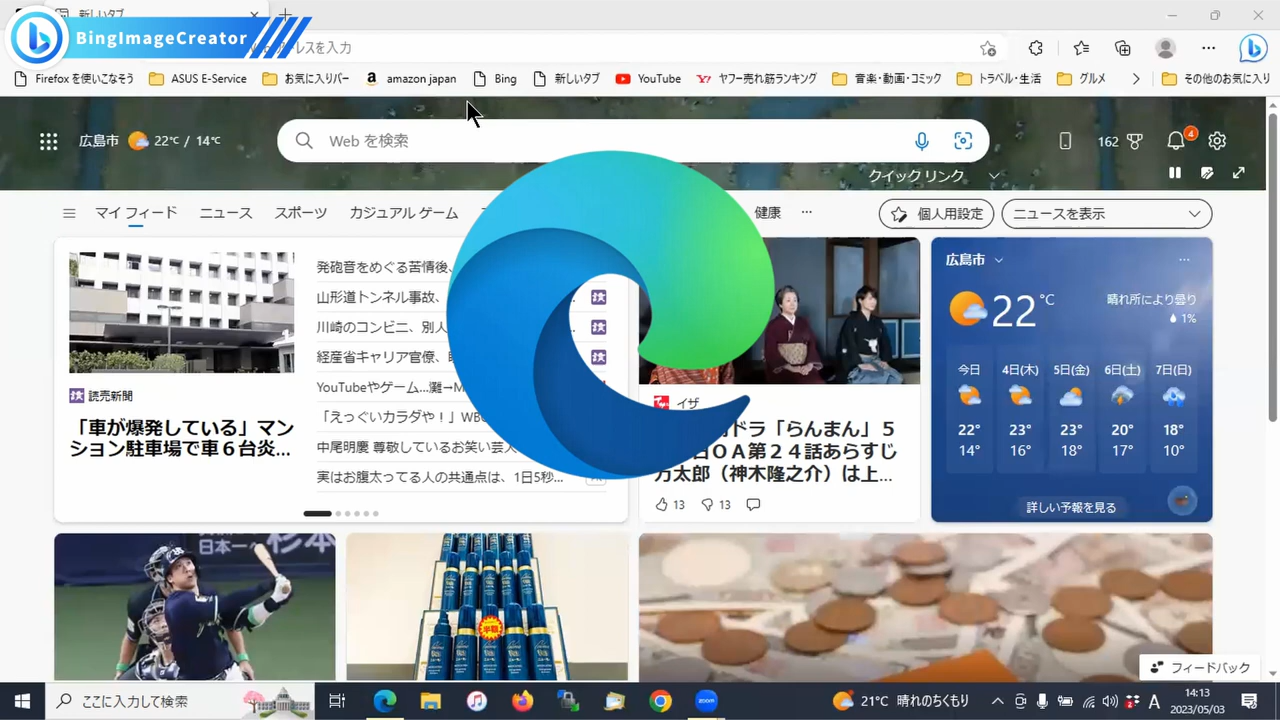 新しいタブ
BingImageCreator
レスを入力
Firefox を使いこなそう
ASUS E-Service
お気に入りバー
amazon japan
Bing
新しいタブ
YouTube
ヤフー売れ筋ランキング
音楽・動画・コミック
トラベル・生活
グルメ
その他のお気に入り
広島市
22℃ / 14℃
Web を検索
162
4
クイック リンク
マイ フィード
ニュース
スポーツ
カジュアル ゲーム
健康
個人用設定
ニュースを表示
発砲音をめぐる苦情後、
山形道トンネル事故、
川崎のコンビニ、別人
経産省キャリア官僚、
YouTubeやゲーム...灘→M
「えっぐいカラダや！」WB
中尾明慶 尊敬しているお笑い芸人
実はお腹太ってる人の共通点は、1日5秒...
読売新聞
「車が爆発している」マン
ション駐車場で車６台炎...
イザ
ドラ「らんまん」５
日ＯＡ第２４話あらすじ
万太郎（神木隆之介）は上...
13
13
広島市
22
℃
晴れ所により曇り
1%
今日
4日(木)
5日(金)
6日(土)
7日(日)
22°
23°
23°
20°
18°
14°
16°
18°
17°
10°
詳しい予報を見る
日本一
杉本
半額
フィードバック
ここに入力して検索
zoom
21℃ 晴れのちくもり
A
14:13
2023/05/03